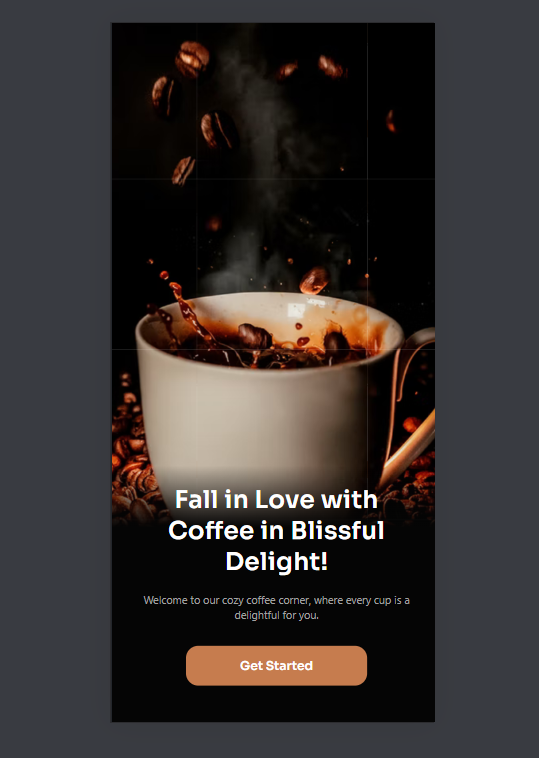 Fall in Love with
Coffee in Blissful
Delight!
Welcome to our cozy coffee corner, where every cup is a
delightful for you.
Get Started